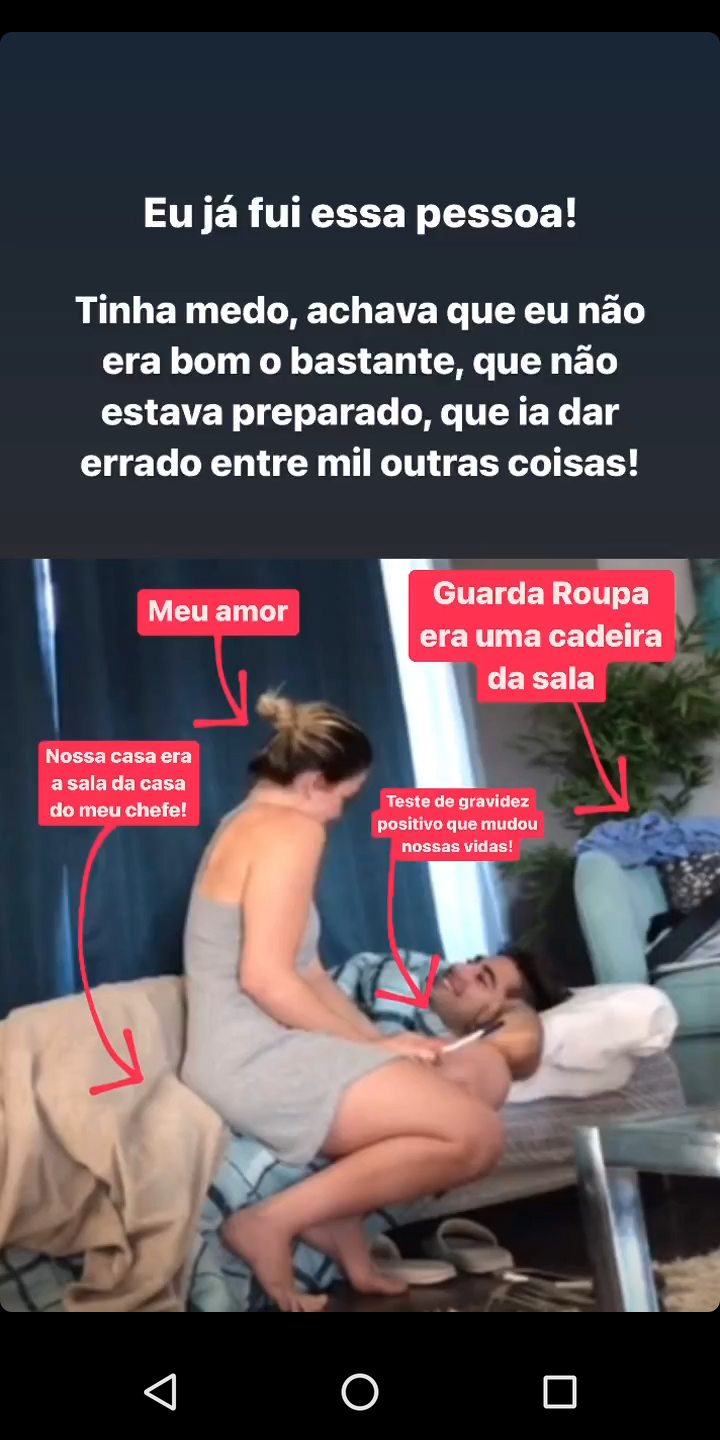 Eu já fui essa pessoa!
Tinha medo, achava que eu não
era bom o bastante, que não
estava preparado, que ia dar
errado entre mil outras coisas!
Meu amor
Guarda Roupa
era uma cadeira
da sala
Nossa casa era
a sala da casa
do meu chefe!
Teste de gravidez
positivo que mudou
nossas vidas!